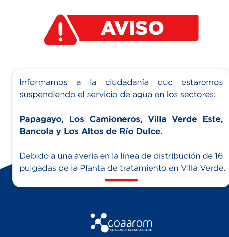 AVISO
Informamos a la ciudadanía que estaremos
suspendiendo el servicio de agua en los sectores:
Papagayo, Los Camioneros, Villa Verde Este,
Bancola y Los Altos de Río Dulce.
Debido a una avería en la línea de distribución de 16
pulgadas de la Planta de tratamiento en Villa Verde.
coaarom